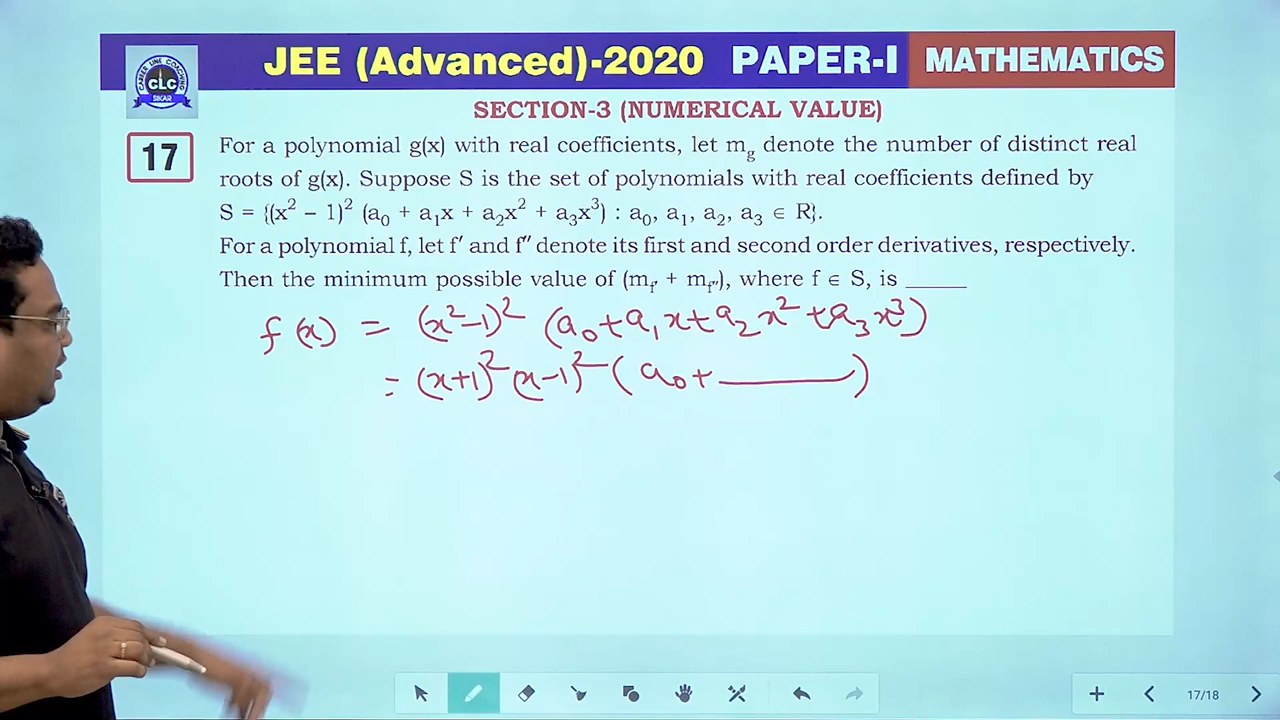 JEE (Advanced)-2020 PAPER-I MATHEMATICS
CLC
SIKAR
SECTION-3 (NUMERICAL VALUE)
17 For a polynomial g(x) with real coefficients, let m_g denote the number of distinct real
roots of g(x). Suppose S is the set of polynomials with real coefficients defined by
S = {(x² – 1)² (a₀ + a₁x + a₂x² + a₃x³) : a₀, a₁, a₂, a₃ ∈ R}.
For a polynomial f, let f′ and f″ denote its first and second order derivatives, respectively.
Then the minimum possible value of (m_f′ + m_f″), where f ∈ S, is _____
f(x) = (x²-1)² (a₀+a₁x+a₂x²+a₃x³)
= (x+1)² (x-1)² (a₀+ ———)
17/18